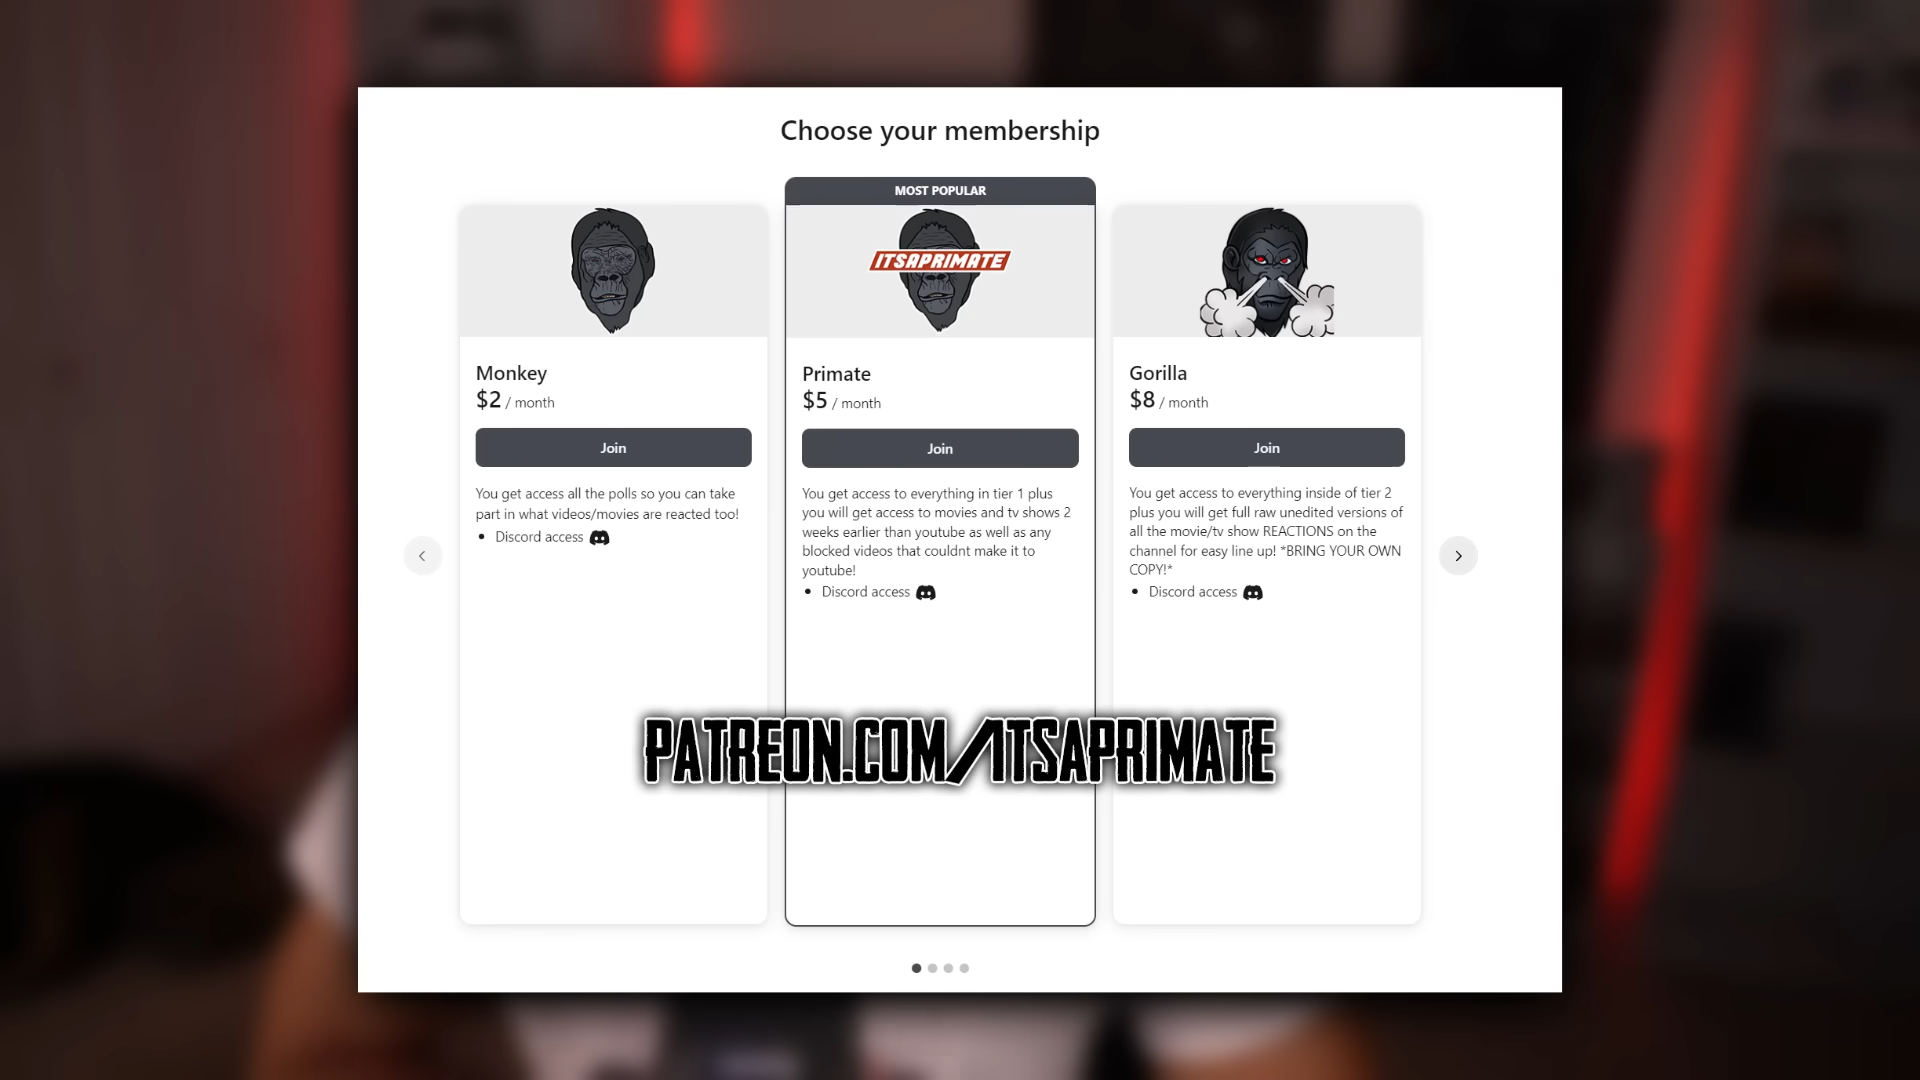 Choose your membership
MOST POPULAR
ITSAPRIMATE
Monkey
$2 / month
Join
You get access all the polls so you can take
part in what videos/movies are reacted too!
• Discord access
Primate
$5 / month
Join
You get access to everything in tier 1 plus
you will get access to movies and tv shows 2
weeks earlier than youtube as well as any
blocked videos that couldnt make it to
youtube!
• Discord access
Gorilla
$8 / month
Join
You get access to everything inside of tier 2
plus you will get full raw unedited versions of
all the movie/tv show REACTIONS on the
channel for easy line up! *BRING YOUR OWN
COPY!*
• Discord access
PATREON.COM/ITSAPRIMATE